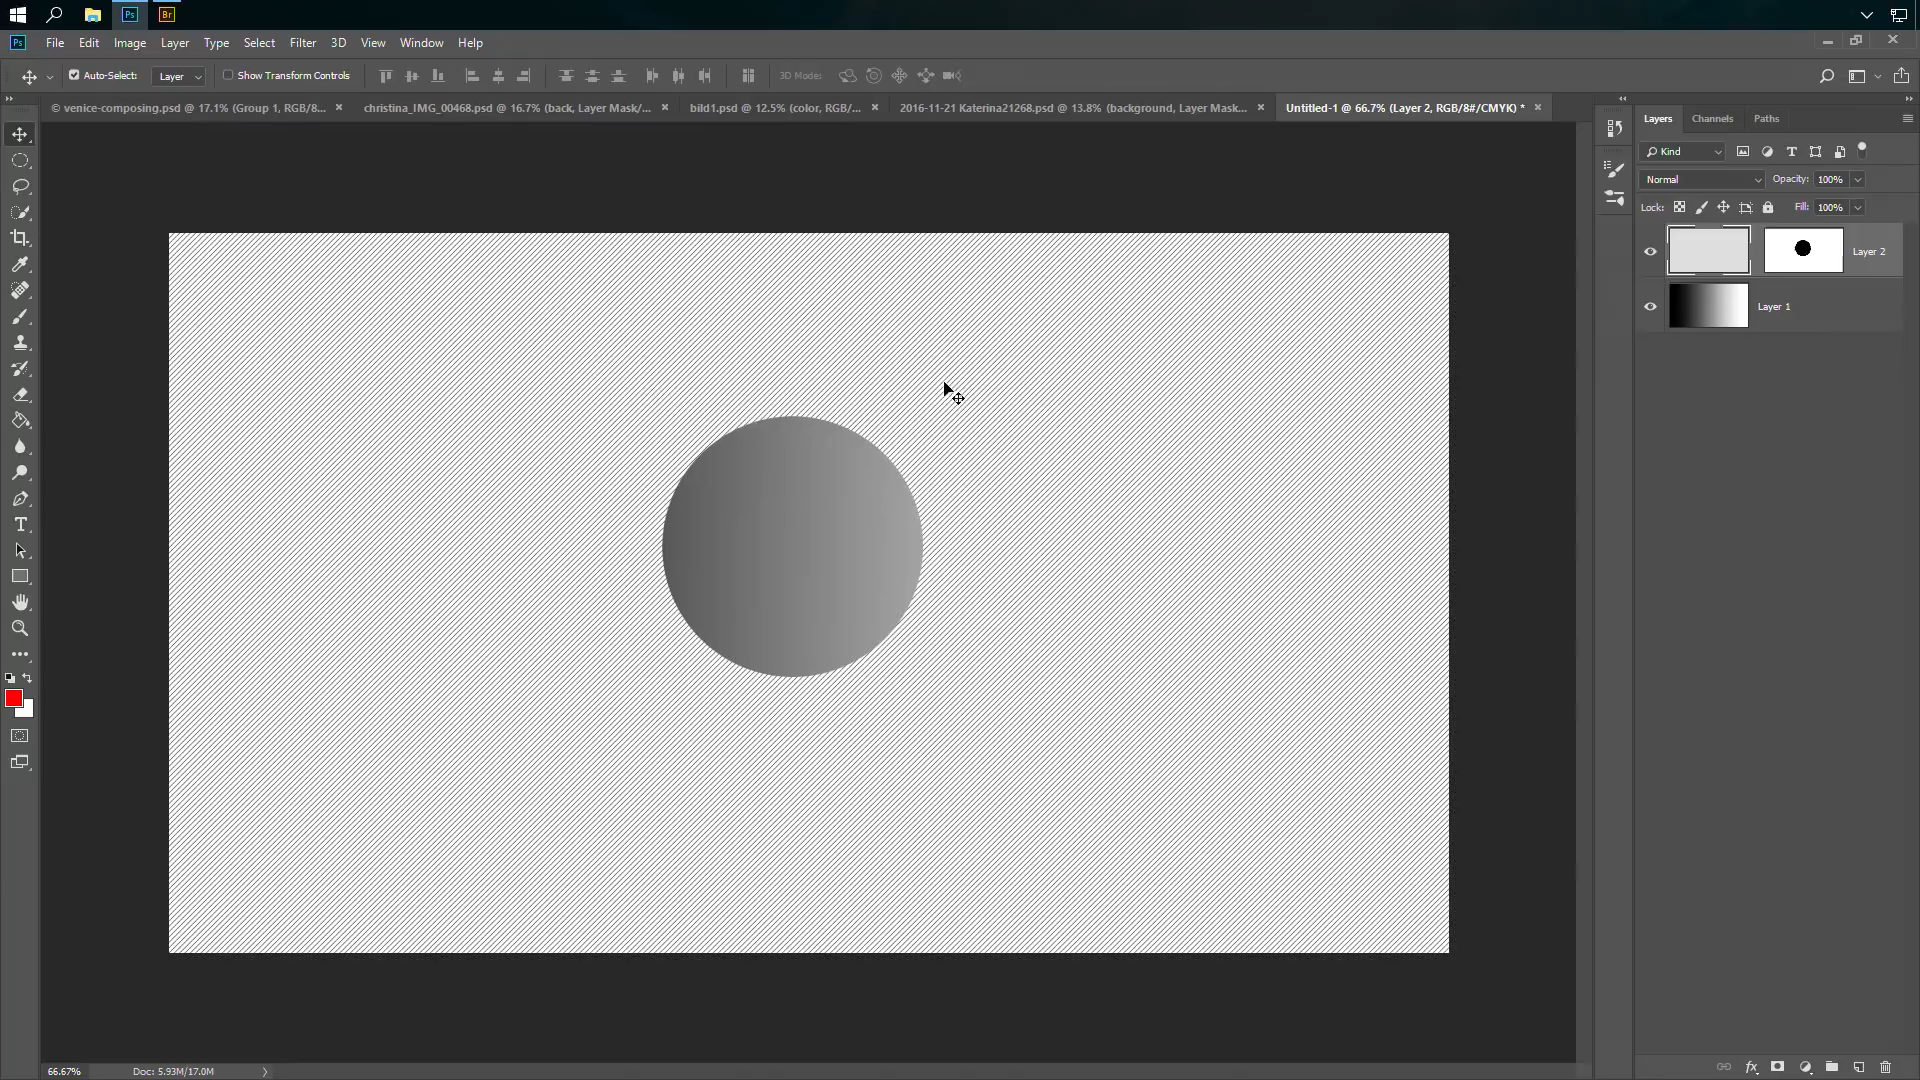 Ps Br
Ps File Edit Image Layer Type Select Filter 3D View Window Help
Auto-Select: Layer Show Transform Controls 3D Mode:
© venice-composing.psd @ 17.1% (Group 1, RGB/8... × christina_IMG_00468.psd @ 16.7% (back, Layer Mask/... × bild1.psd @ 12.5% (color, RGB/... × 2016-11-21 Katerina21268.psd @ 13.8% (background, Layer Mask... × Untitled-1 @ 66.7% (Layer 2, RGB/8#/CMYK) * ×
Layers Channels Paths
Kind
Normal Opacity: 100%
Lock: Fill: 100%
Layer 2
Layer 1
66.67% Doc: 5.93M/17.0M
fx